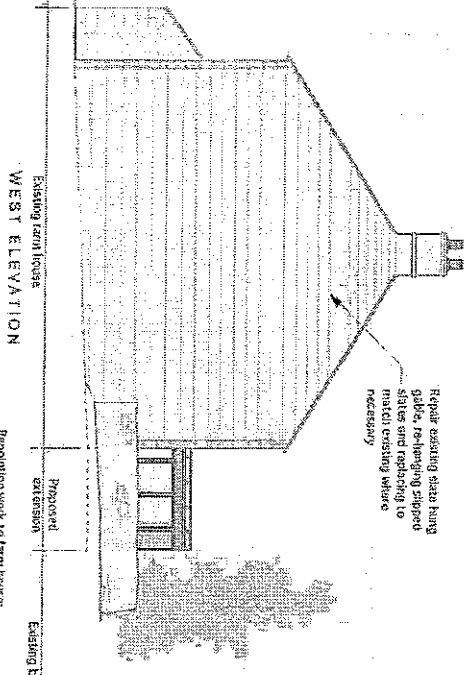 Repair existing slate hung
gable, re-hanging slipped
slates and replacing to
match existing where
necessary
Existing farm house
Proposed
extension
Existing
WEST ELEVATION